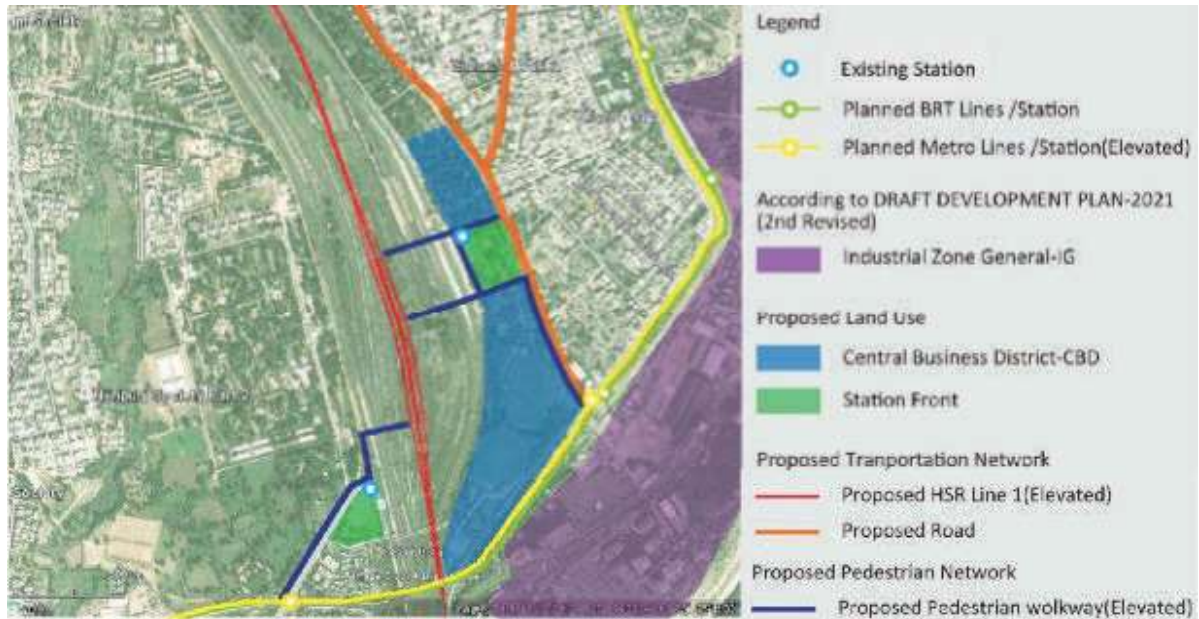 Legend
Existing Station
Planned BRT Lines /Station
Planned Metro Lines /Station(Elevated)
According to DRAFT DEVELOPMENT PLAN-2021
(2nd Revised)
Industrial Zone General-IG
Proposed Land Use
Central Business District-CBD
Station Front
Proposed Tranportation Network
Proposed HSR Line 1(Elevated)
Proposed Road
Proposed Pedestrian Network
Proposed Pedestrian wolkway(Elevated)